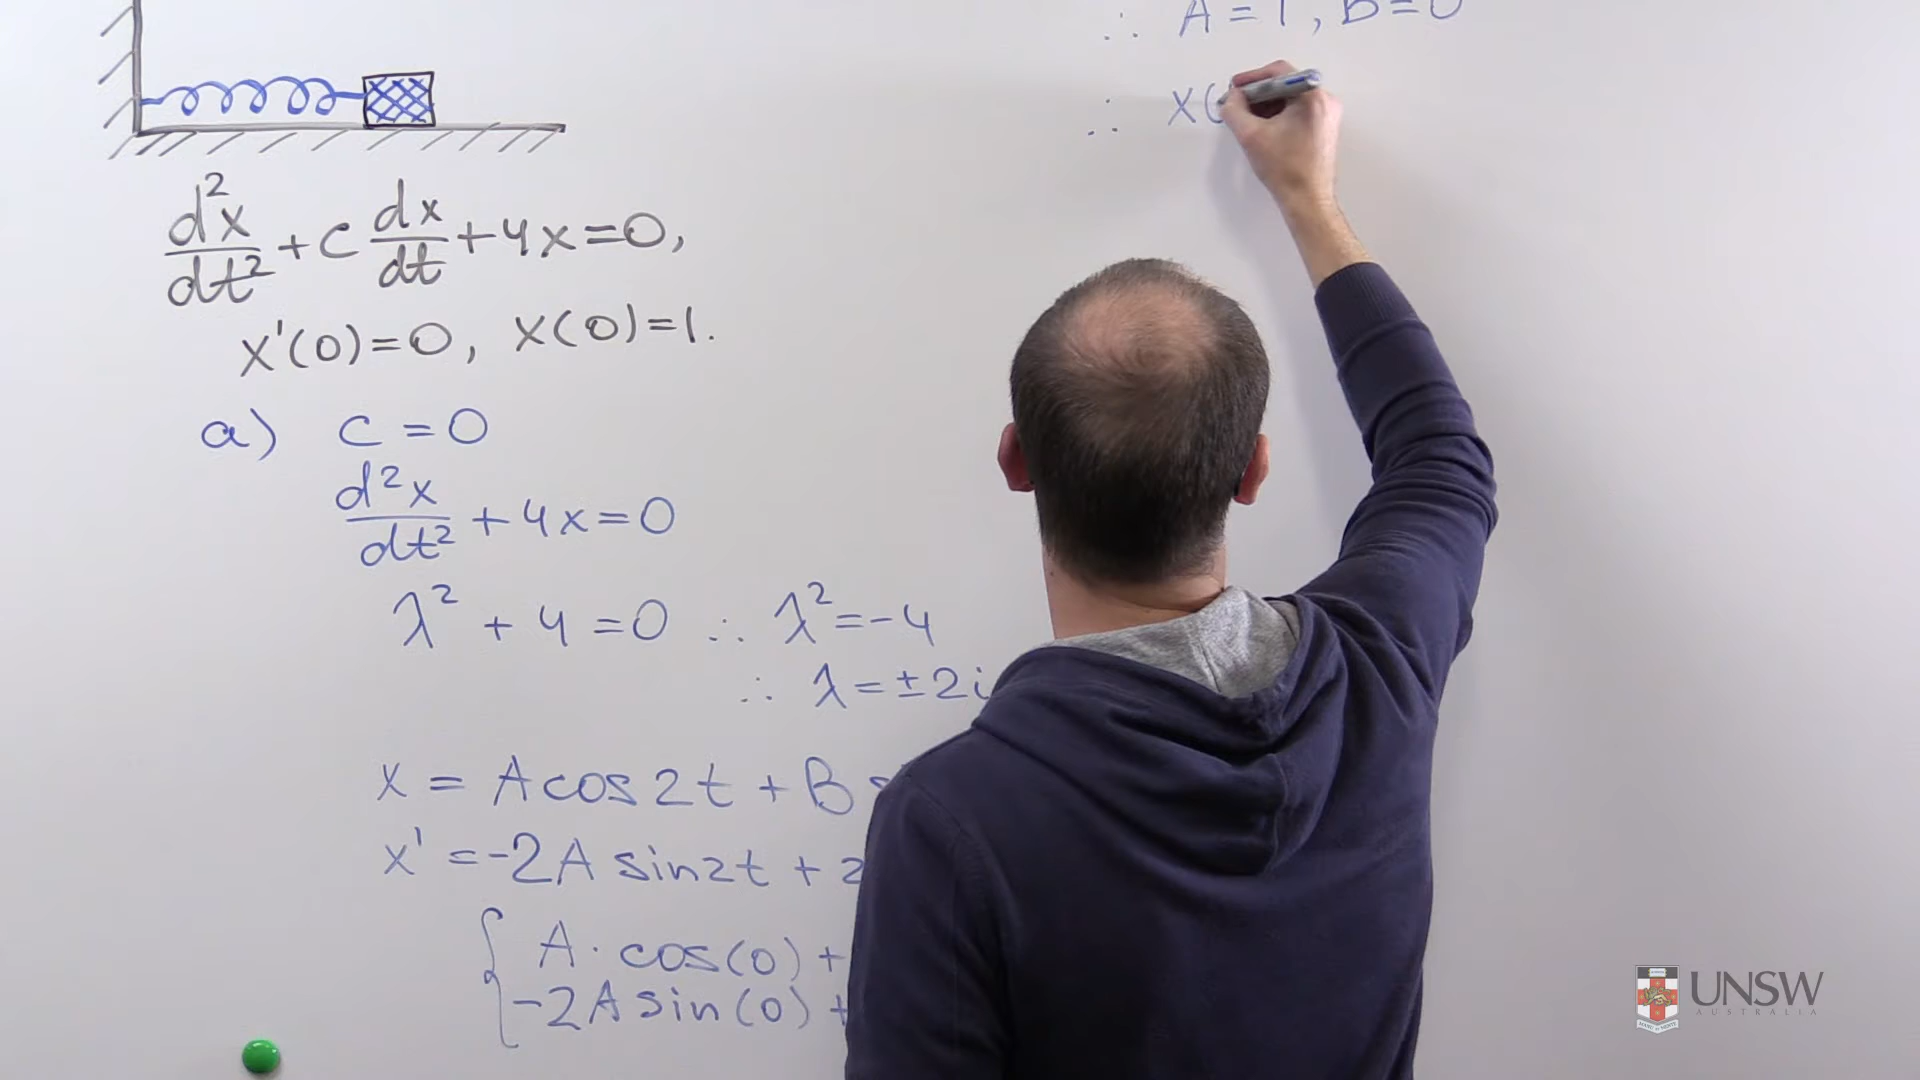 d²x/dt² + c dx/dt + 4x = 0,
x'(0) = 0, x(0) = 1.
a) c = 0
d²x/dt² + 4x = 0
λ² + 4 = 0 ∴ λ² = -4
∴ λ = ±2i
x = A cos 2t + B
x' = -2A sin 2t + 2
A · cos(0) +
-2A sin(0) +
∴ A = 1, B = 0
∴ x(
UNSW
AUSTRALIA